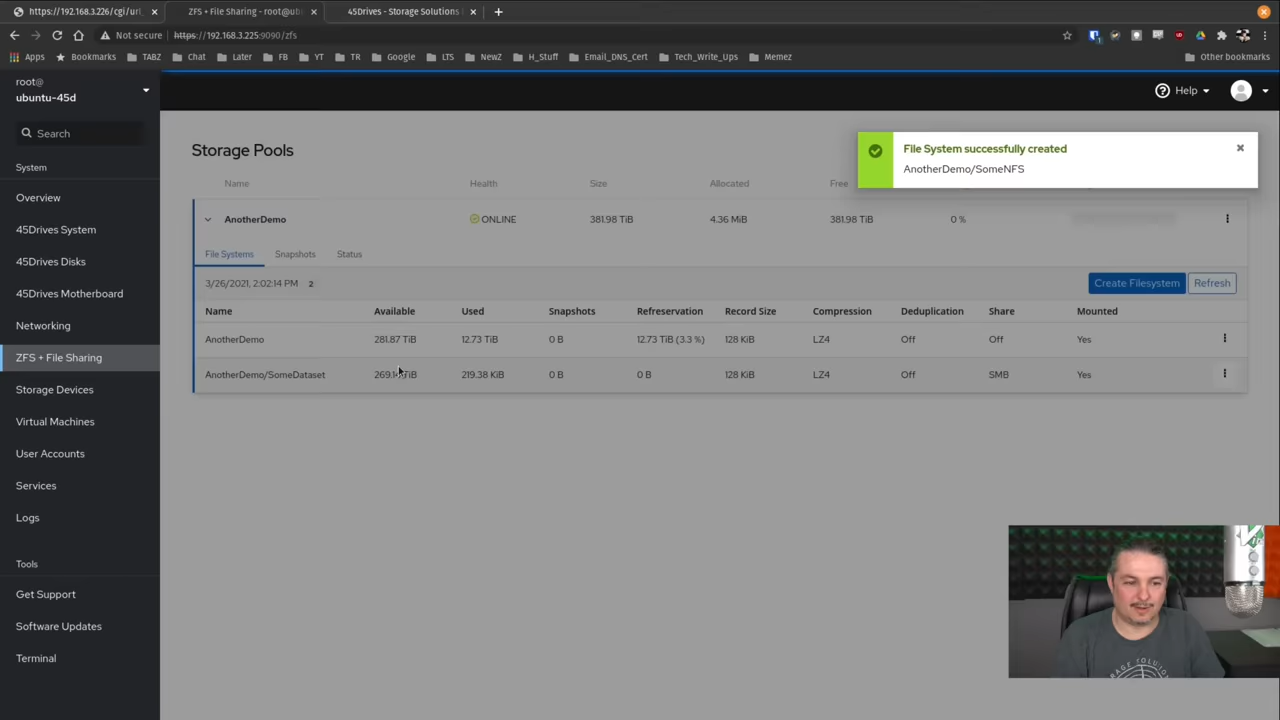 https://192.168.3.226/cgi/url
ZFS + File Sharing - root@ub
45Drives - Storage Solutions
Not secure
https://192.168.3.225:9090/zfs
Apps
Bookmarks
TABZ
Chat
Later
FB
YT
TR
Google
LTS
NewZ
H_Stuff
Email_DNS_Cert
Tech_Write_Ups
Memez
Other bookmarks
root@
ubuntu-45d
Help
Search
System
Overview
45Drives System
45Drives Disks
45Drives Motherboard
Networking
ZFS + File Sharing
Storage Devices
Virtual Machines
User Accounts
Services
Logs
Tools
Get Support
Software Updates
Terminal
Storage Pools
File System successfully created
AnotherDemo/SomeNFS
Name Health Size Allocated Free
AnotherDemo ONLINE 381.98 TiB 4.36 MiB 381.98 TiB 0 %
File Systems Snapshots Status
3/26/2021, 2:02:14 PM 2
Create Filesystem Refresh
Name Available Used Snapshots Refreservation Record Size Compression Deduplication Share Mounted
AnotherDemo 281.87 TiB 12.73 TiB 0 B 12.73 TiB (3.3 %) 128 KiB LZ4 Off Off Yes
AnotherDemo/SomeDataset TiB 219.38 KiB 0 B 0 B 128 KiB LZ4 Off SMB Yes